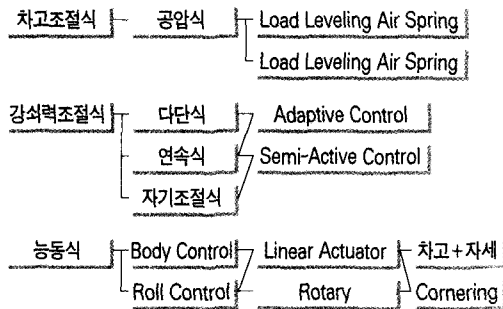 차고조절식 공압식 Load Leveling Air Spring
Load Leveling Air Spring
강쇠력조절식 다단식 Adaptive Control
연속식 Semi-Active Control
자기조절식
능동식 Body Control Linear Actuator 차고+자세
Roll Control Rotary Cornering